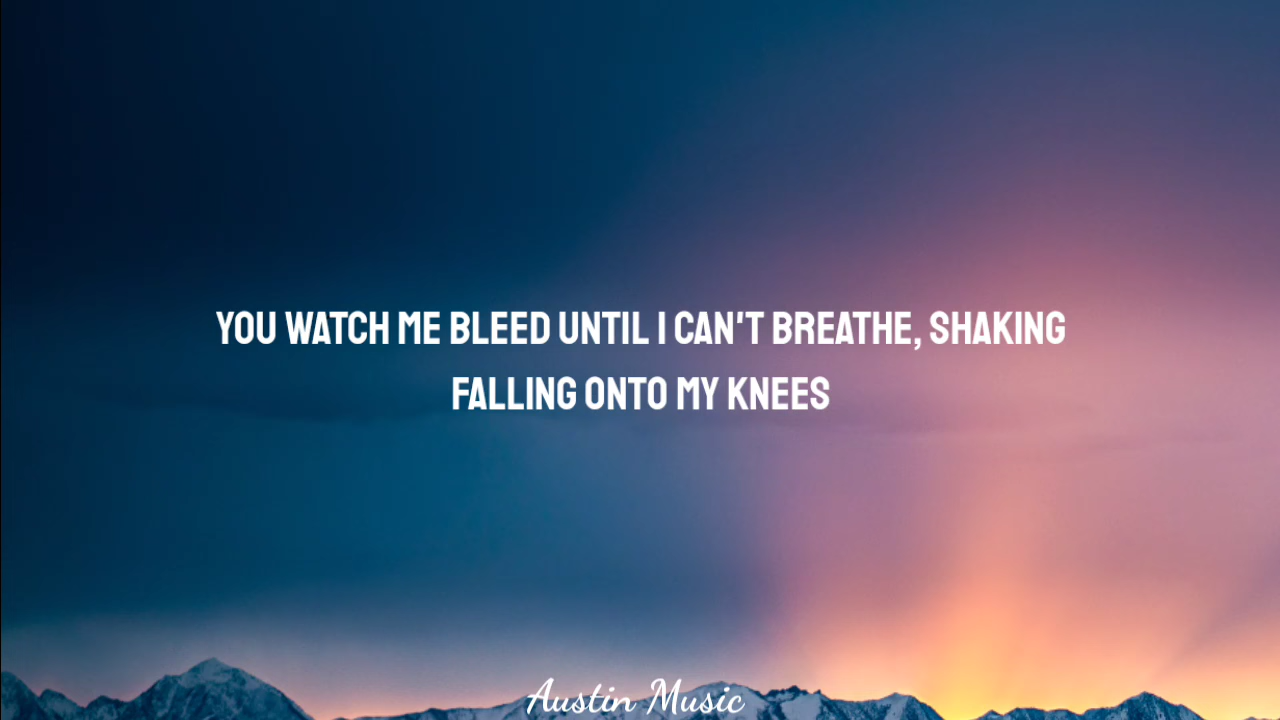 YOU WATCH ME BLEED UNTIL I CAN'T BREATHE, SHAKING
FALLING ONTO MY KNEES
Austin Music